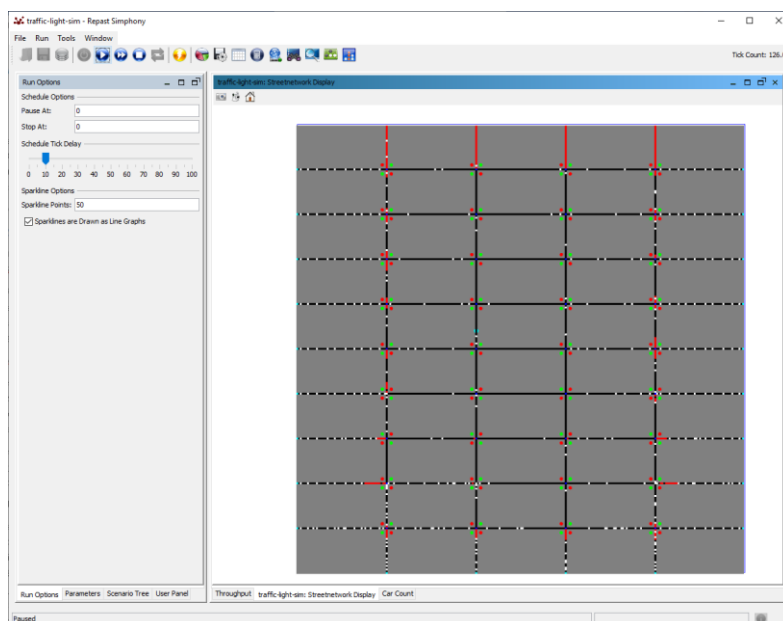 traffic-light-sim - Repast Simphony
File Run Tools Window
Tick Count: 126.
Run Options
Schedule Options
Pause At: 0
Stop At: 0
Schedule Tick Delay
0 10 20 30 40 50 60 70 80 90 100
Sparkline Options
Sparkline Points: 50
Sparklines are Drawn as Line Graphs
Run Options Parameters Scenario Tree User Panel
traffic-light-sim: Streetnetwork Display
Throughput traffic-light-sim: Streetnetwork Display Car Count
Paused